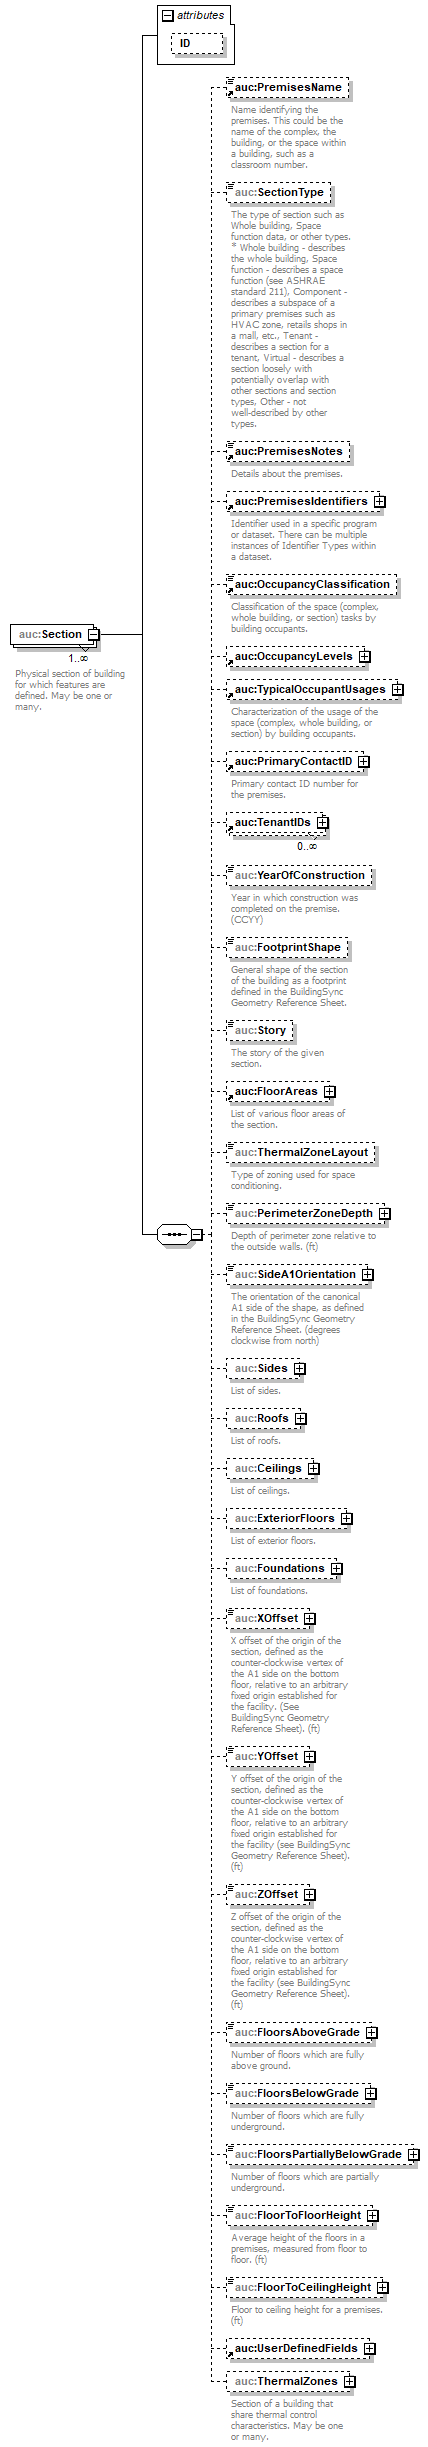 attributes
ID
auc:PremisesName
Name identifying the
premises. This could be the
name of the complex, the
building, or the space within
a building, such as a
classroom number.
auc:SectionType
The type of section such as
Whole building, Space
function data, or other types.
* Whole building - describes
the whole building, Space
function - describes a space
function (see ASHRAE
standard 211), Component -
describes a subspace of a
primary premises such as
HVAC zone, retails shops in
a mall, etc., Tenant -
describes a section for a
tenant, Virtual - describes a
section loosely with
potentially overlap with
other sections and section
types, Other - not
well-described by other
types.
auc:PremisesNotes
Details about the premises.
auc:PremisesIdentifiers
Identifier used in a specific program
or dataset. There can be multiple
instances of Identifier Types within
a dataset.
auc:OccupancyClassification
Classification of the space (complex,
whole building, or section) tasks by
building occupants.
auc:Section
1..∞
Physical section of building
for which features are
defined. May be one or
many.
auc:OccupancyLevels
auc:TypicalOccupantUsages
Characterization of the usage of the
space (complex, whole building, or
section) by building occupants.
auc:PrimaryContactID
Primary contact ID number for
the premises.
auc:TenantIDs
0..∞
auc:YearOfConstruction
Year in which construction was
completed on the premise.
(CCYY)
auc:FootprintShape
General shape of the section
of the building as a footprint
defined in the BuildingSync
Geometry Reference Sheet.
auc:Story
The story of the given
section.
auc:FloorAreas
List of various floor areas of
the section.
auc:ThermalZoneLayout
Type of zoning used for space
conditioning.
auc:PerimeterZoneDepth
Depth of perimeter zone relative to
the outside walls. (ft)
auc:SideA1Orientation
The orientation of the canonical
A1 side of the shape, as defined
in the BuildingSync Geometry
Reference Sheet. (degrees
clockwise from north)
auc:Sides
List of sides.
auc:Roofs
List of roofs.
auc:Ceilings
List of ceilings.
auc:ExteriorFloors
List of exterior floors.
auc:Foundations
List of foundations.
auc:XOffset
X offset of the origin of the
section, defined as the
counter-clockwise vertex of
the A1 side on the bottom
floor, relative to an arbitrary
fixed origin established for
the facility. (See
BuildingSync Geometry
Reference Sheet). (ft)
auc:YOffset
Y offset of the origin of the
section, defined as the
counter-clockwise vertex of
the A1 side on the bottom
floor, relative to an arbitrary
fixed origin established for
the facility (see BuildingSync
Geometry Reference Sheet).
(ft)
auc:ZOffset
Z offset of the origin of the
section, defined as the
counter-clockwise vertex of
the A1 side on the bottom
floor, relative to an arbitrary
fixed origin established for
the facility (see BuildingSync
Geometry Reference Sheet).
(ft)
auc:FloorsAboveGrade
Number of floors which are fully
above ground.
auc:FloorsBelowGrade
Number of floors which are fully
underground.
auc:FloorsPartiallyBelowGrade
Number of floors which are partially
underground.
auc:FloorToFloorHeight
Average height of the floors in a
premises, measured from floor to
floor. (ft)
auc:FloorToCeilingHeight
Floor to ceiling height for a premises.
(ft)
auc:UserDefinedFields
auc:ThermalZones
Section of a building that
share thermal control
characteristics. May be one
or many.